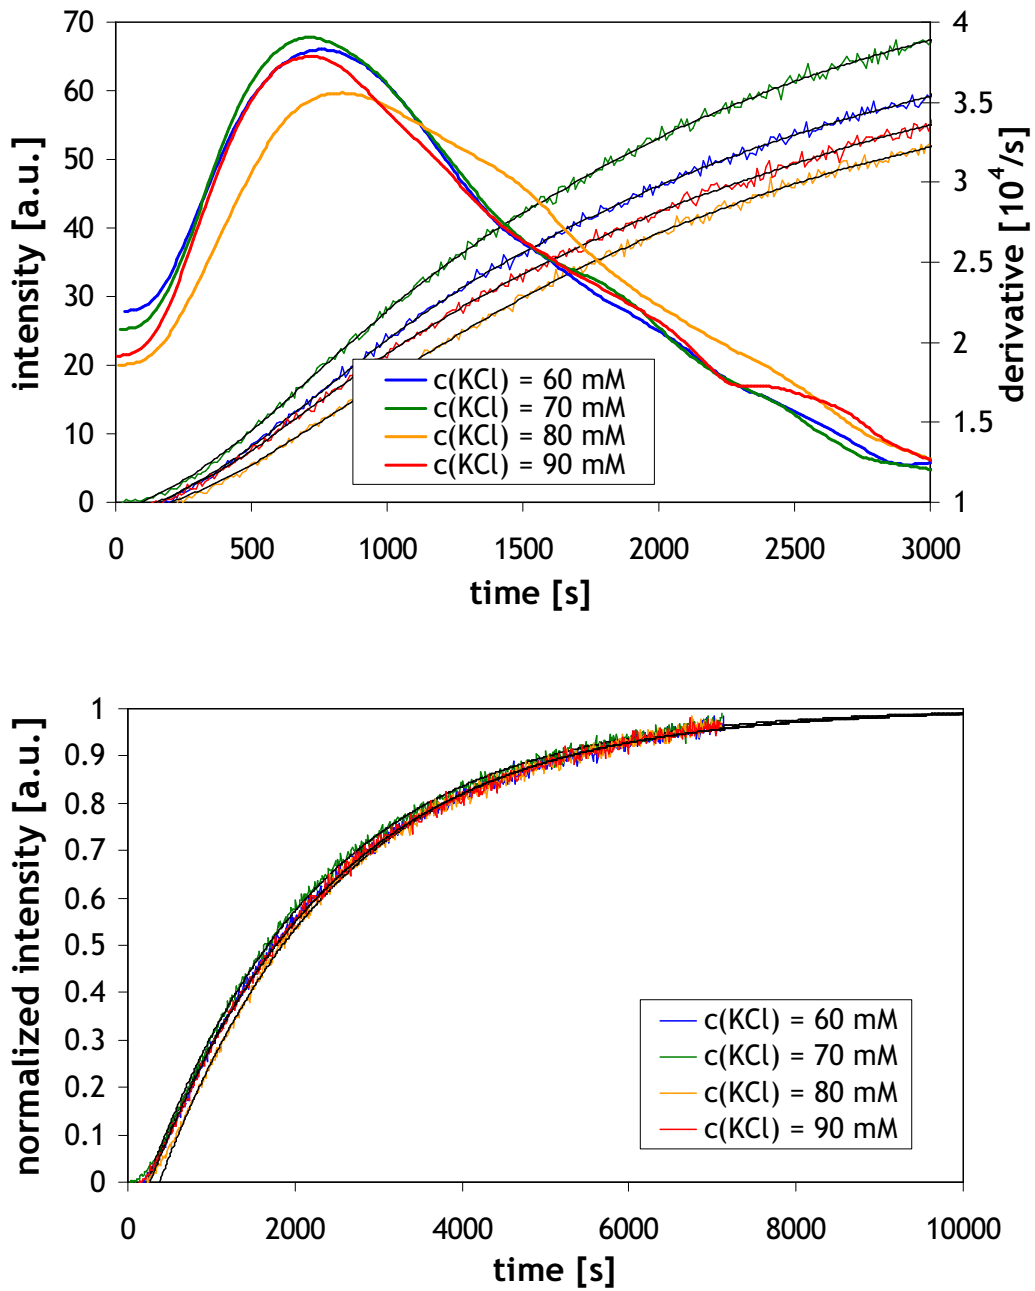 70
60
50
40
30
20
10
0
intensity [a.u.]
4
3.5
3
2.5
2
1.5
1
derivative [10⁴/s]
c(KCl) = 60 mM
c(KCl) = 70 mM
c(KCl) = 80 mM
c(KCl) = 90 mM
0 500 1000 1500 2000 2500 3000
time [s]
1
0.9
0.8
0.7
0.6
0.5
0.4
0.3
0.2
0.1
0
normalized intensity [a.u.]
c(KCl) = 60 mM
c(KCl) = 70 mM
c(KCl) = 80 mM
c(KCl) = 90 mM
0 2000 4000 6000 8000 10000
time [s]